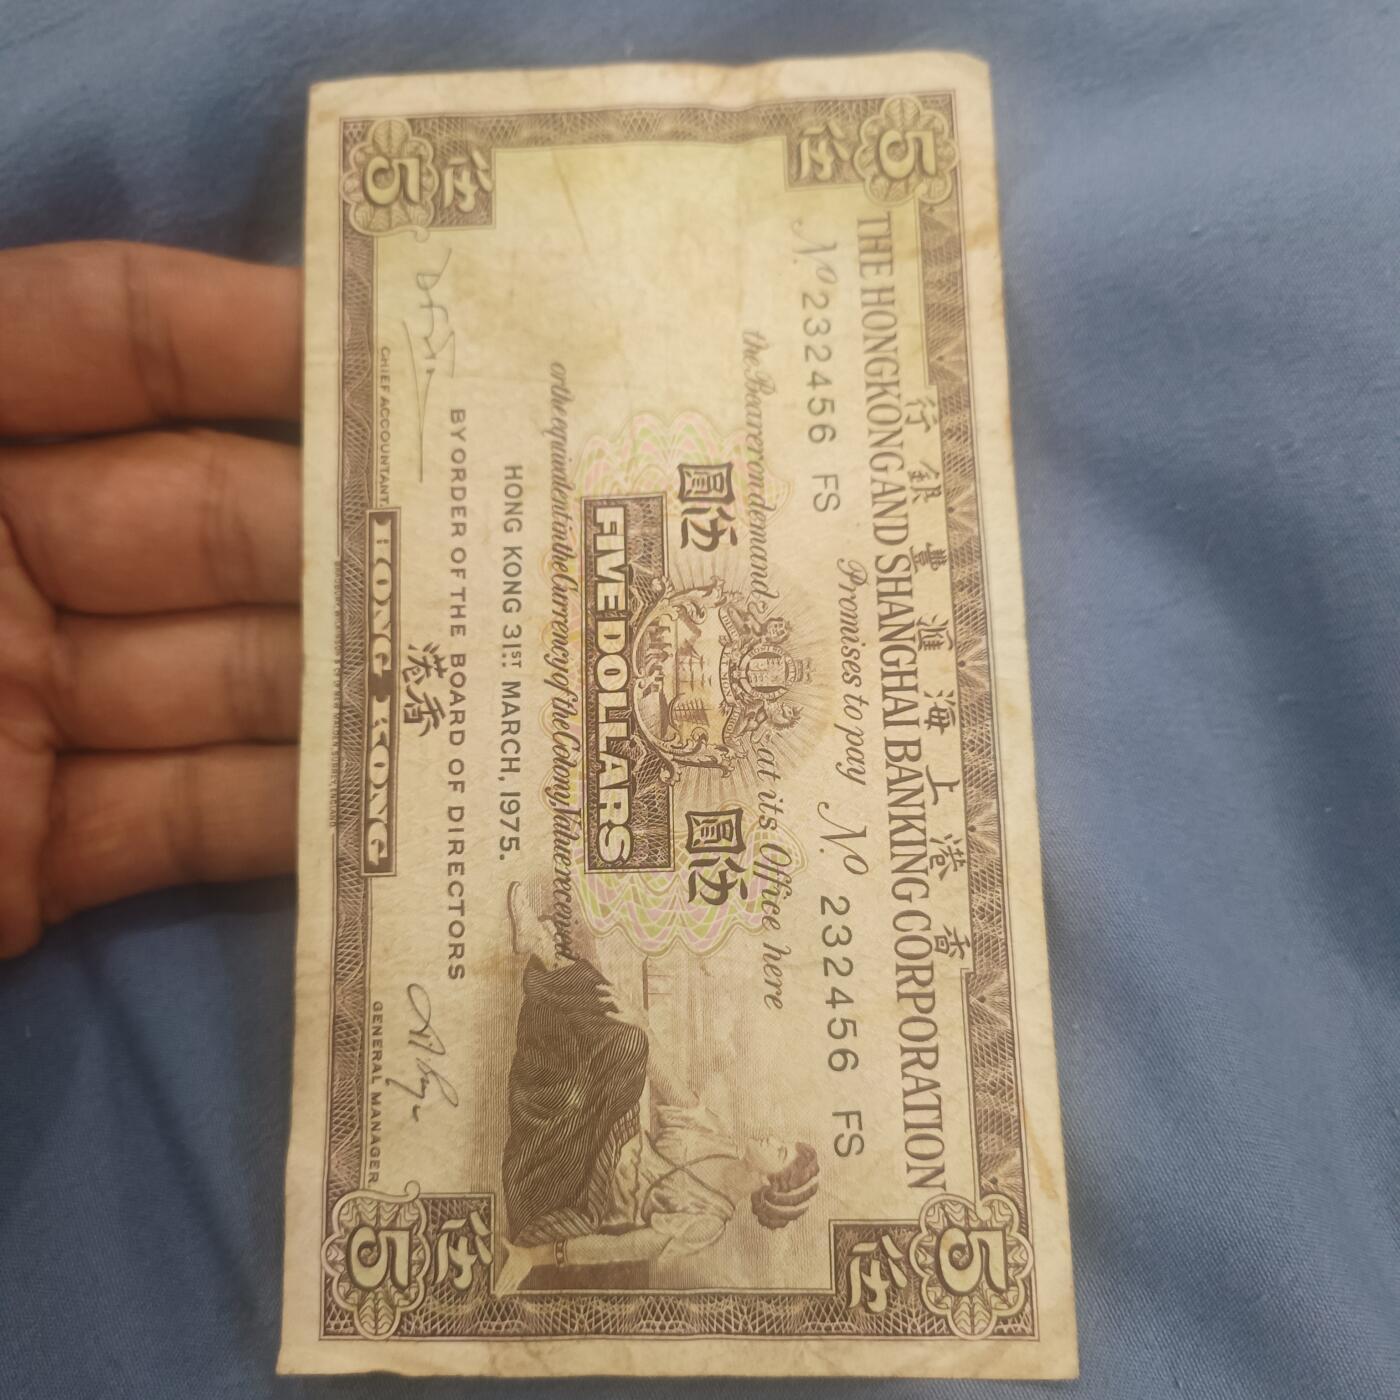 5 伍 行銀豐滙海上港香 伍 5
THE HONGKONG AND SHANGHAI BANKING CORPORATION
Promises to pay
Nº 232456 FS Nº 232456 FS
the Bearer on demand at its Office here
圓伍 圓伍
FIVE DOLLARS
or the equivalent in the Currency of the Colony, Value received
HONG KONG 31ST MARCH, 1975.
BY ORDER OF THE BOARD OF DIRECTORS
港香
CHIEF ACCOUNTANT. HONG KONG GENERAL MANAGER.
5 伍 伍 5